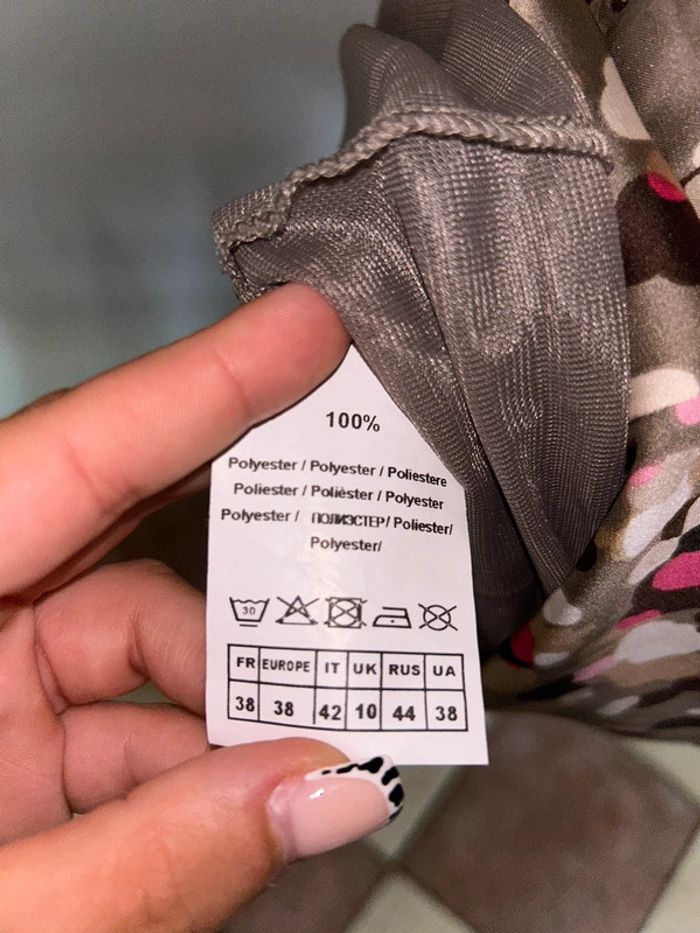 100%
Polyester / Polyester / Poliestere
Poliester / Polièster / Polyester
Polyester / ПОЛИЭСТЕР/ Poliester/
Polyester/
30
FR EUROPE IT UK RUS UA
38 38 42 10 44 38